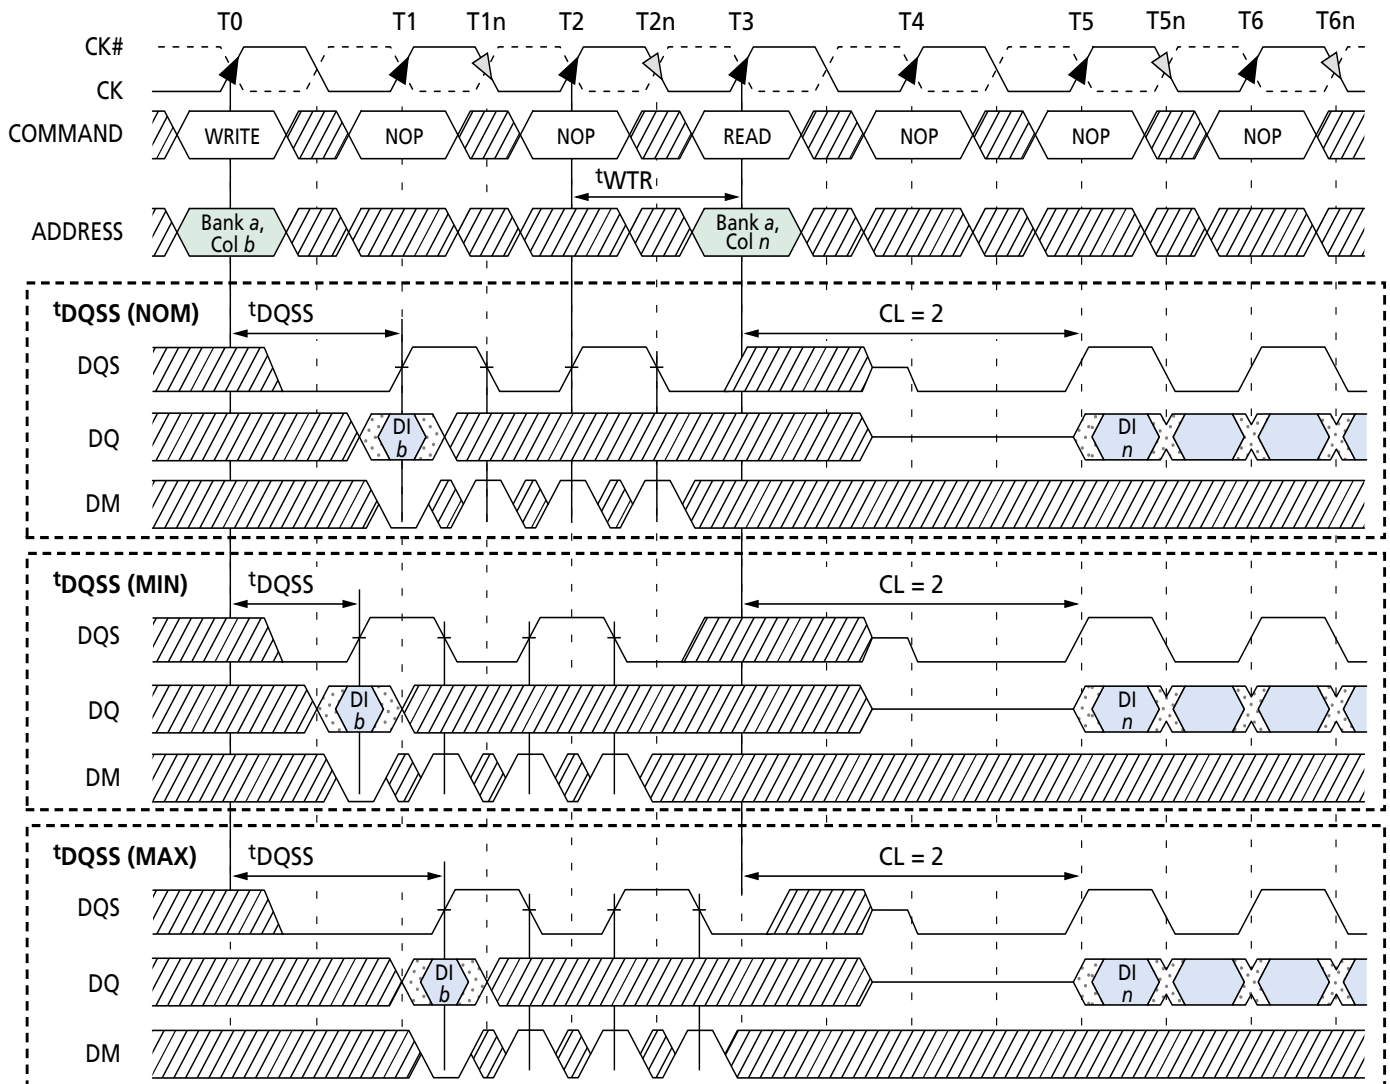 T0 T1 T1n T2 T2n T3 T4 T5 T5n T6 T6n
CK#
CK
COMMAND WRITE NOP NOP READ NOP NOP NOP
tWTR
ADDRESS Bank a, Col b Bank a, Col n
tDQSS (NOM) tDQSS CL = 2
DQS
DQ DI b DI n
DM
tDQSS (MIN) tDQSS CL = 2
DQS
DQ DI b DI n
DM
tDQSS (MAX) tDQSS CL = 2
DQS
DQ DI b DI n
DM